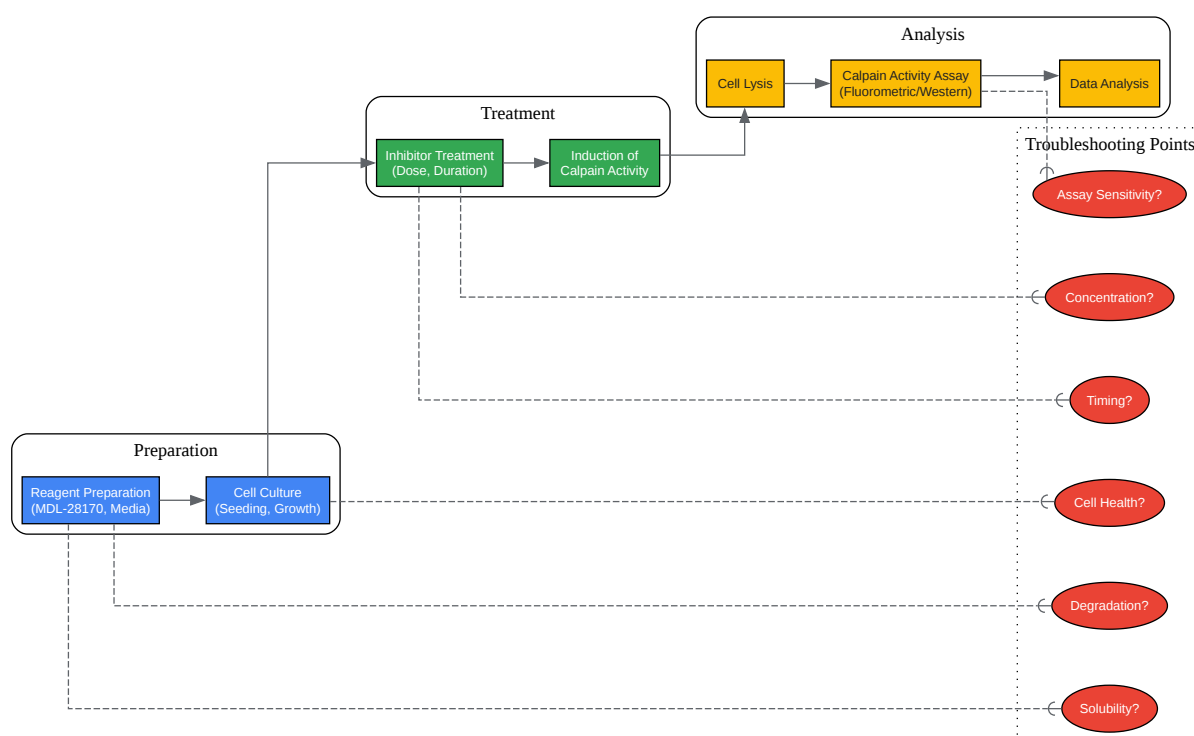 Analysis
Cell Lysis
Calpain Activity Assay
(Fluorometric/Western)
Data Analysis
Treatment
Inhibitor Treatment
(Dose, Duration)
Induction of
Calpain Activity
Troubleshooting Points
Assay Sensitivity?
Concentration?
Timing?
Preparation
Reagent Preparation
(MDL-28170, Media)
Cell Culture
(Seeding, Growth)
Cell Health?
Degradation?
Solubility?